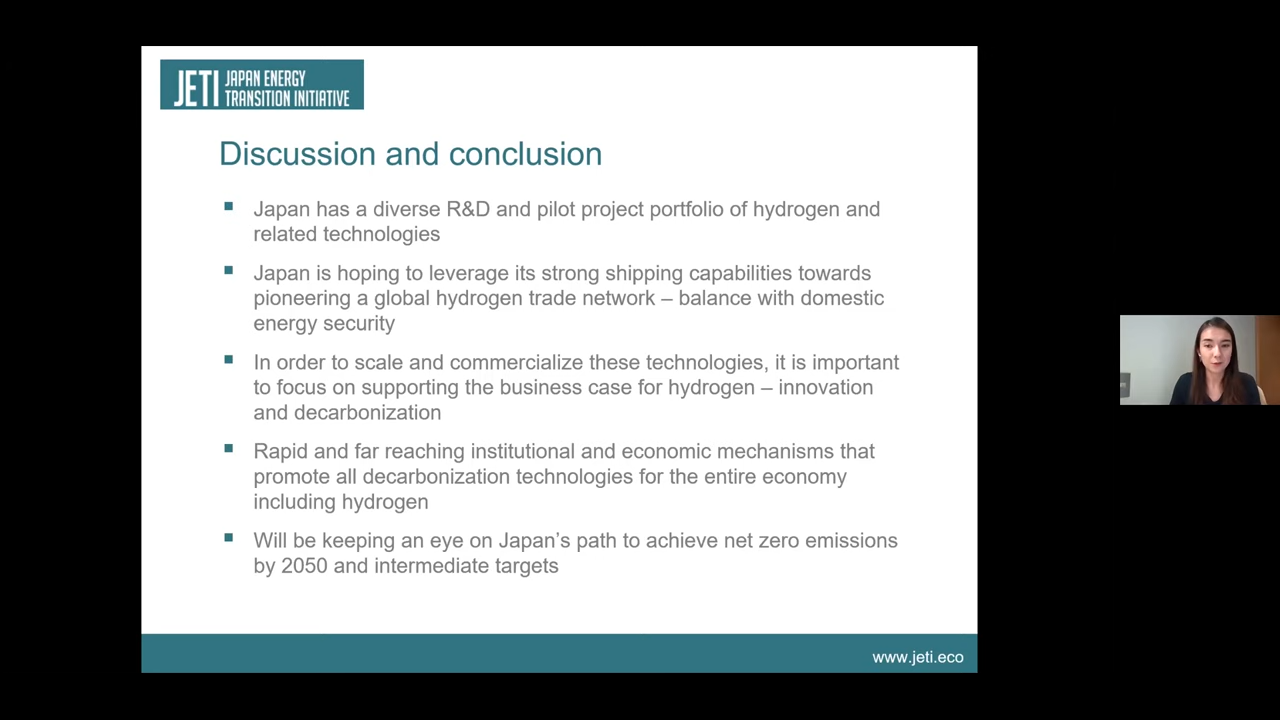 JETI JAPAN ENERGY
TRANSITION INITIATIVE
Discussion and conclusion
Japan has a diverse R&D and pilot project portfolio of hydrogen and
related technologies
Japan is hoping to leverage its strong shipping capabilities towards
pioneering a global hydrogen trade network – balance with domestic
energy security
In order to scale and commercialize these technologies, it is important
to focus on supporting the business case for hydrogen – innovation
and decarbonization
Rapid and far reaching institutional and economic mechanisms that
promote all decarbonization technologies for the entire economy
including hydrogen
Will be keeping an eye on Japan's path to achieve net zero emissions
by 2050 and intermediate targets
www.jeti.eco